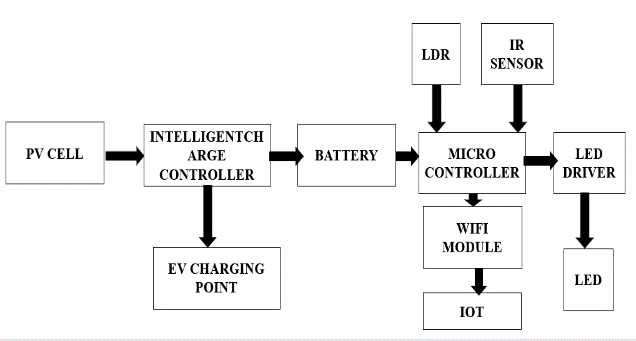 LDR
IR
SENSOR
PV CELL
INTELLIGENTCH
ARGE
CONTROLLER
BATTERY
MICRO
CONTROLLER
LED
DRIVER
WIFI
MODULE
EV CHARGING
POINT
LED
IOT